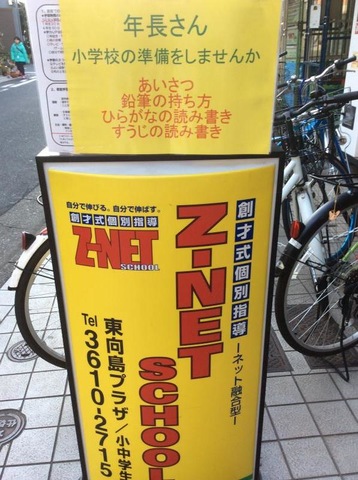 年長さん
小学校の準備をしませんか
あいさつ
鉛筆の持ち方
ひらがなの読み書き
すうじの読み書き
自分で伸びる。自分で伸ばす。
創才式個別指導
Z-NET
SCHOOL
創才式個別指導
ーネット融合型ー
Z-NET SCHOOL
東向島プラザ/小中学生
Tel 3610-2715